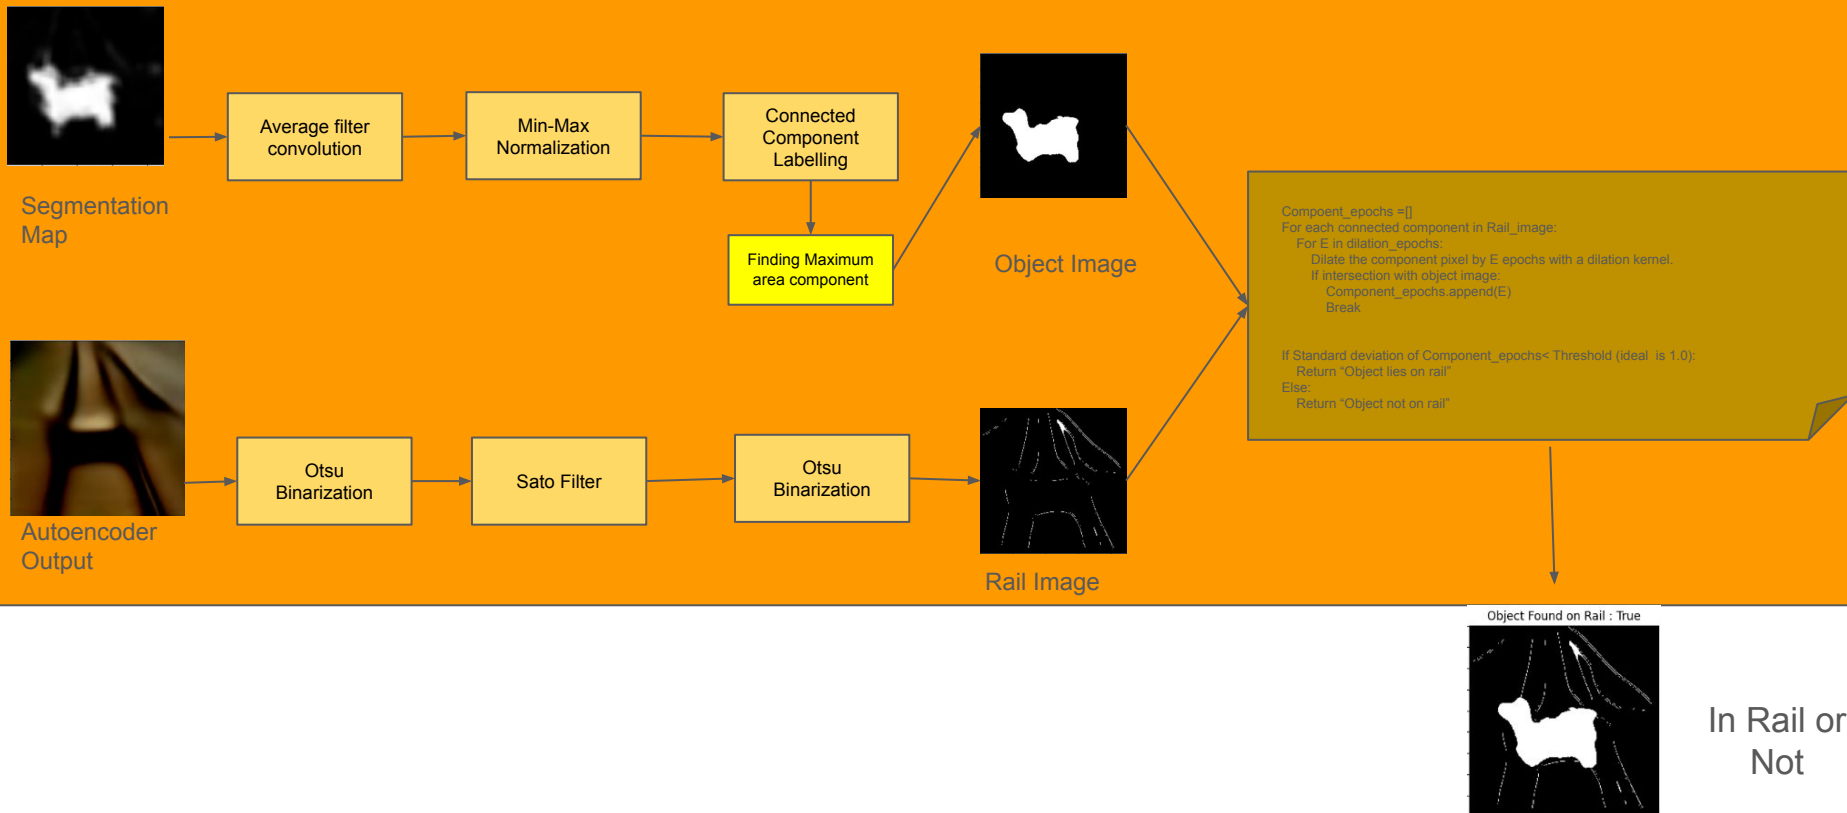 Segmentation
Map
Average filter
convolution
Min-Max
Normalization
Connected
Component
Labelling
Finding Maximum
area component
Object Image
Autoencoder
Output
Otsu
Binarization
Sato Filter
Otsu
Binarization
Rail Image
Compoent_epochs =[]
For each connected component in Rail_image:
For E in dilation_epochs:
Dilate the component pixel by E epochs with a dilation kernel.
If intersection with object image:
Component_epochs.append(E)
Break
If Standard deviation of Component_epochs< Threshold (ideal  is 1.0):
Return “Object lies on rail”
Else:
Return “Object not on rail”
Object Found on Rail : True
In Rail or
Not